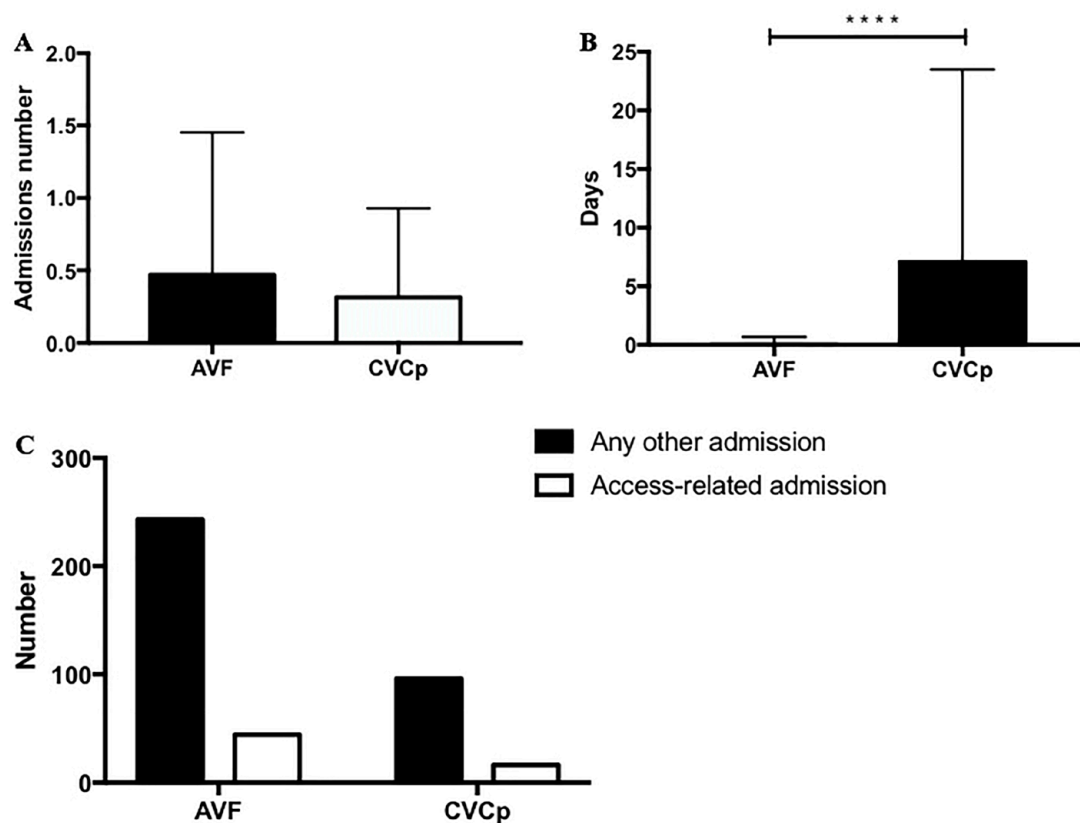 A
Admissions number
2.0
1.5
1.0
0.5
0.0
AVF CVCp
B
****
Days
25
20
15
10
5
0
AVF CVCp
C
Any other admission
Access-related admission
Number
300
200
100
0
AVF CVCp